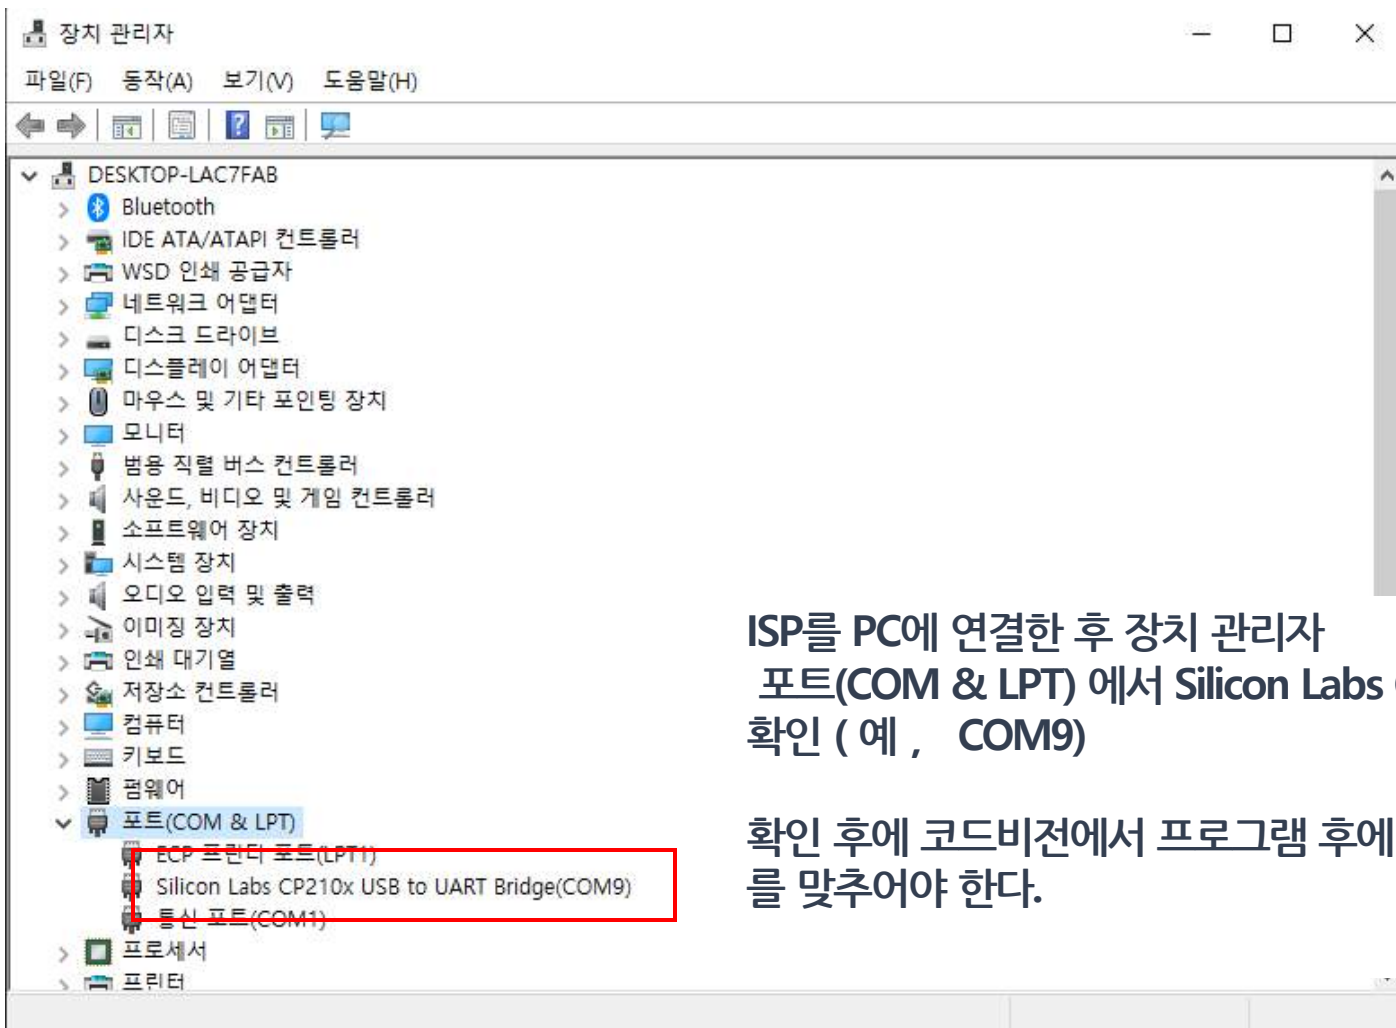 장치 관리자
파일(F) 동작(A) 보기(V) 도움말(H)
DESKTOP-LAC7FAB
Bluetooth
IDE ATA/ATAPI 컨트롤러
WSD 인쇄 공급자
네트워크 어댑터
디스크 드라이브
디스플레이 어댑터
마우스 및 기타 포인팅 장치
모니터
범용 직렬 버스 컨트롤러
사운드, 비디오 및 게임 컨트롤러
소프트웨어 장치
시스템 장치
오디오 입력 및 출력
이미징 장치
인쇄 대기열
저장소 컨트롤러
컴퓨터
키보드
펌웨어
포트(COM & LPT)
ECP 프린터 포트(LPT1)
Silicon Labs CP210x USB to UART Bridge(COM9)
통신 포트(COM1)
프로세서
프린터
ISP를 PC에 연결한 후 장치 관리자
포트(COM & LPT) 에서 Silicon Labs
확인 ( 예 , COM9)
확인 후에 코드비전에서 프로그램 후에
를 맞추어야 한다.